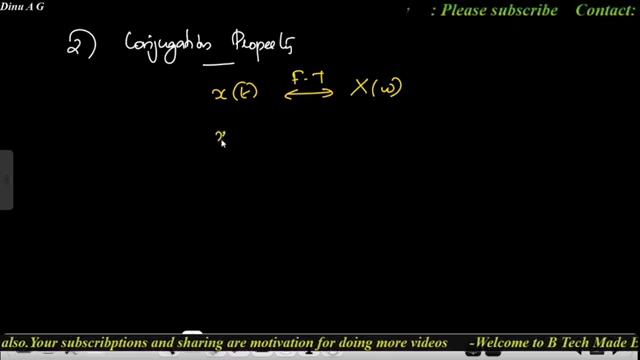 Dinu A G
: Please subscribe Contact:
2) Conjugation Property
x(t) F.T ⟷ X(ω)
x
also.Your subscribptions and sharing are motivation for doing more videos -Welcome to B Tech Made E